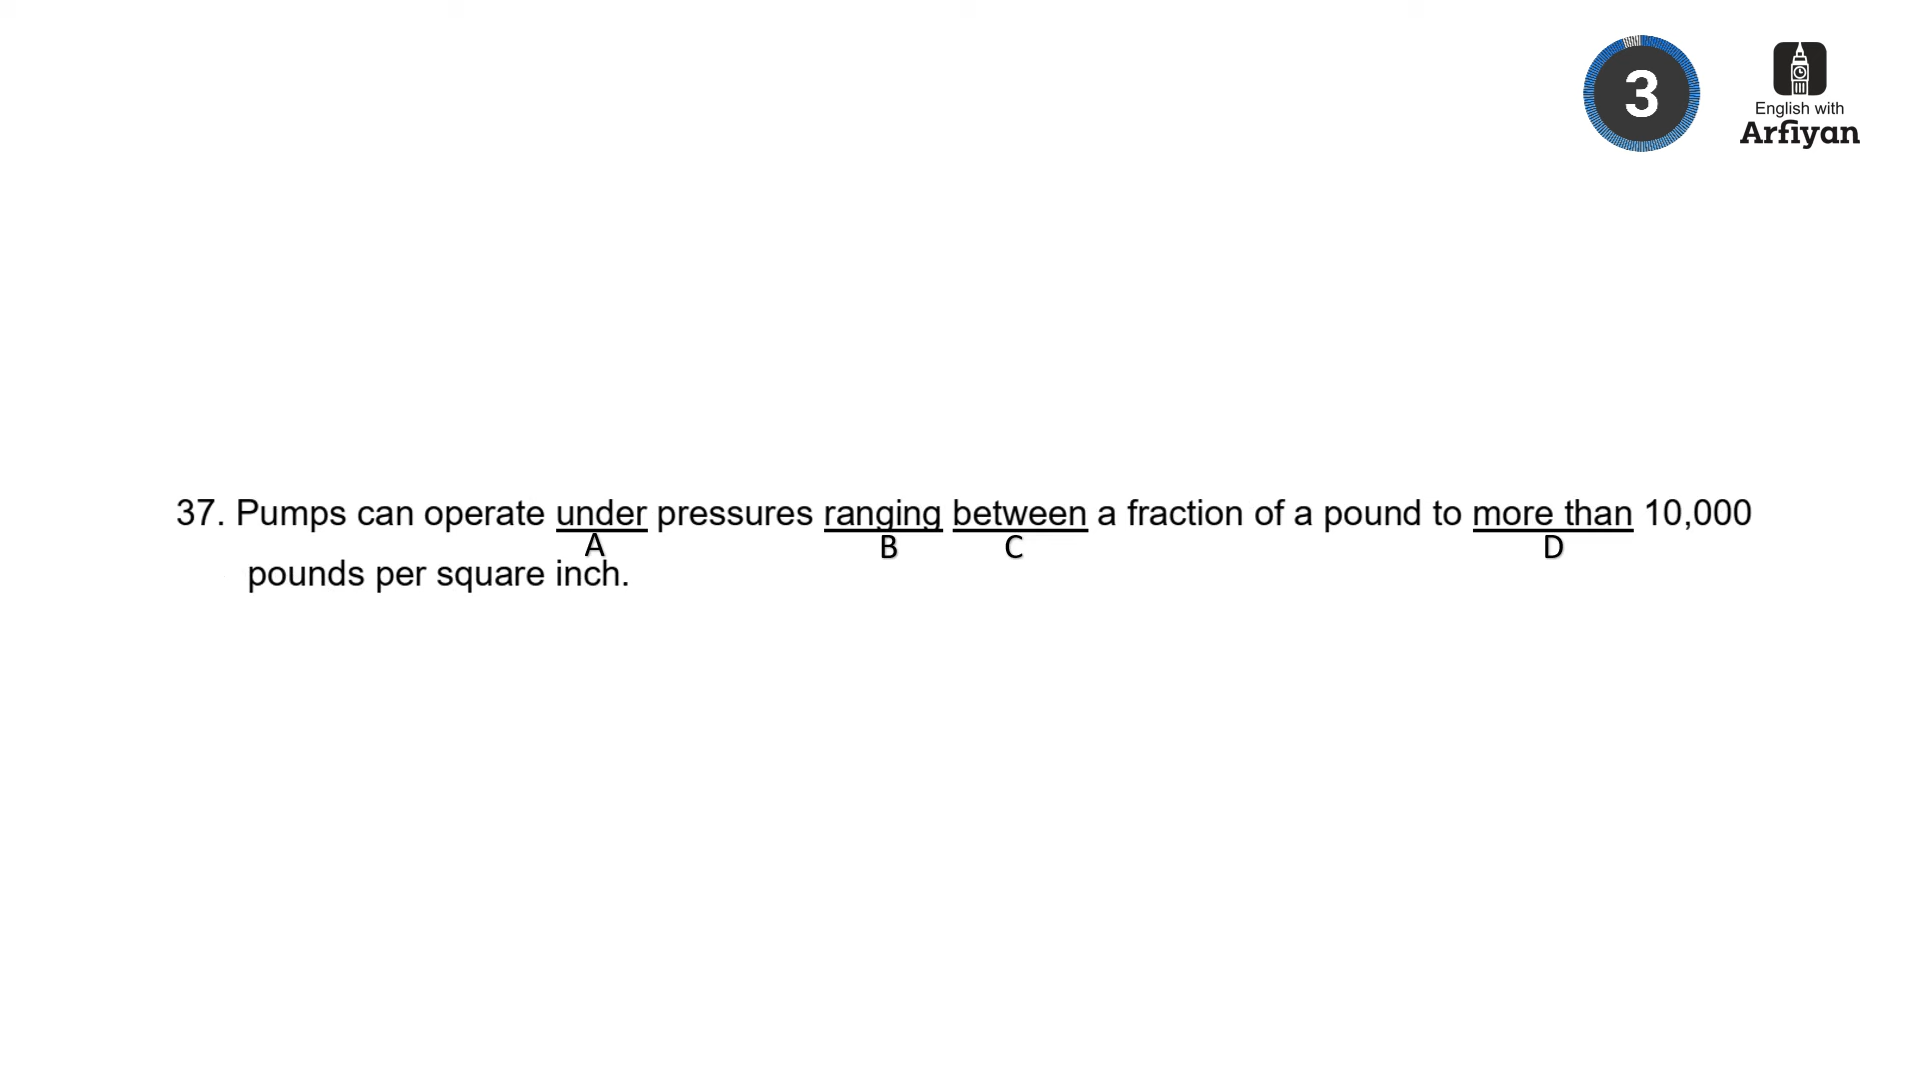 3
English with
Arfiyan
37. Pumps can operate under pressures ranging between a fraction of a pound to more than 10,000
A B C D
pounds per square inch.